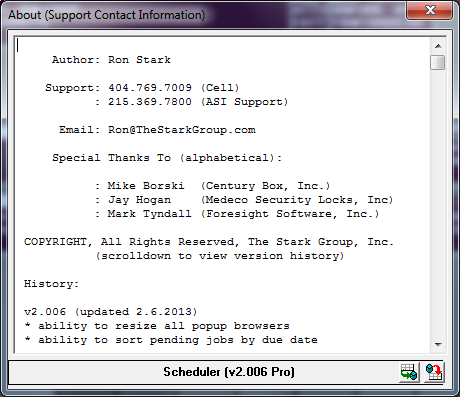 About (Support Contact Information)
Author: Ron Stark
Support: 404.769.7009 (Cell)
: 215.369.7800 (ASI Support)
Email: Ron@TheStarkGroup.com
Special Thanks To (alphabetical):
: Mike Borski (Century Box, Inc.)
: Jay Hogan (Medeco Security Locks, Inc)
: Mark Tyndall (Foresight Software, Inc.)
COPYRIGHT, All Rights Reserved, The Stark Group, Inc.
(scrolldown to view version history)
History:
v2.006 (updated 2.6.2013)
* ability to resize all popup browsers
* ability to sort pending jobs by due date
Scheduler (v2.006 Pro)